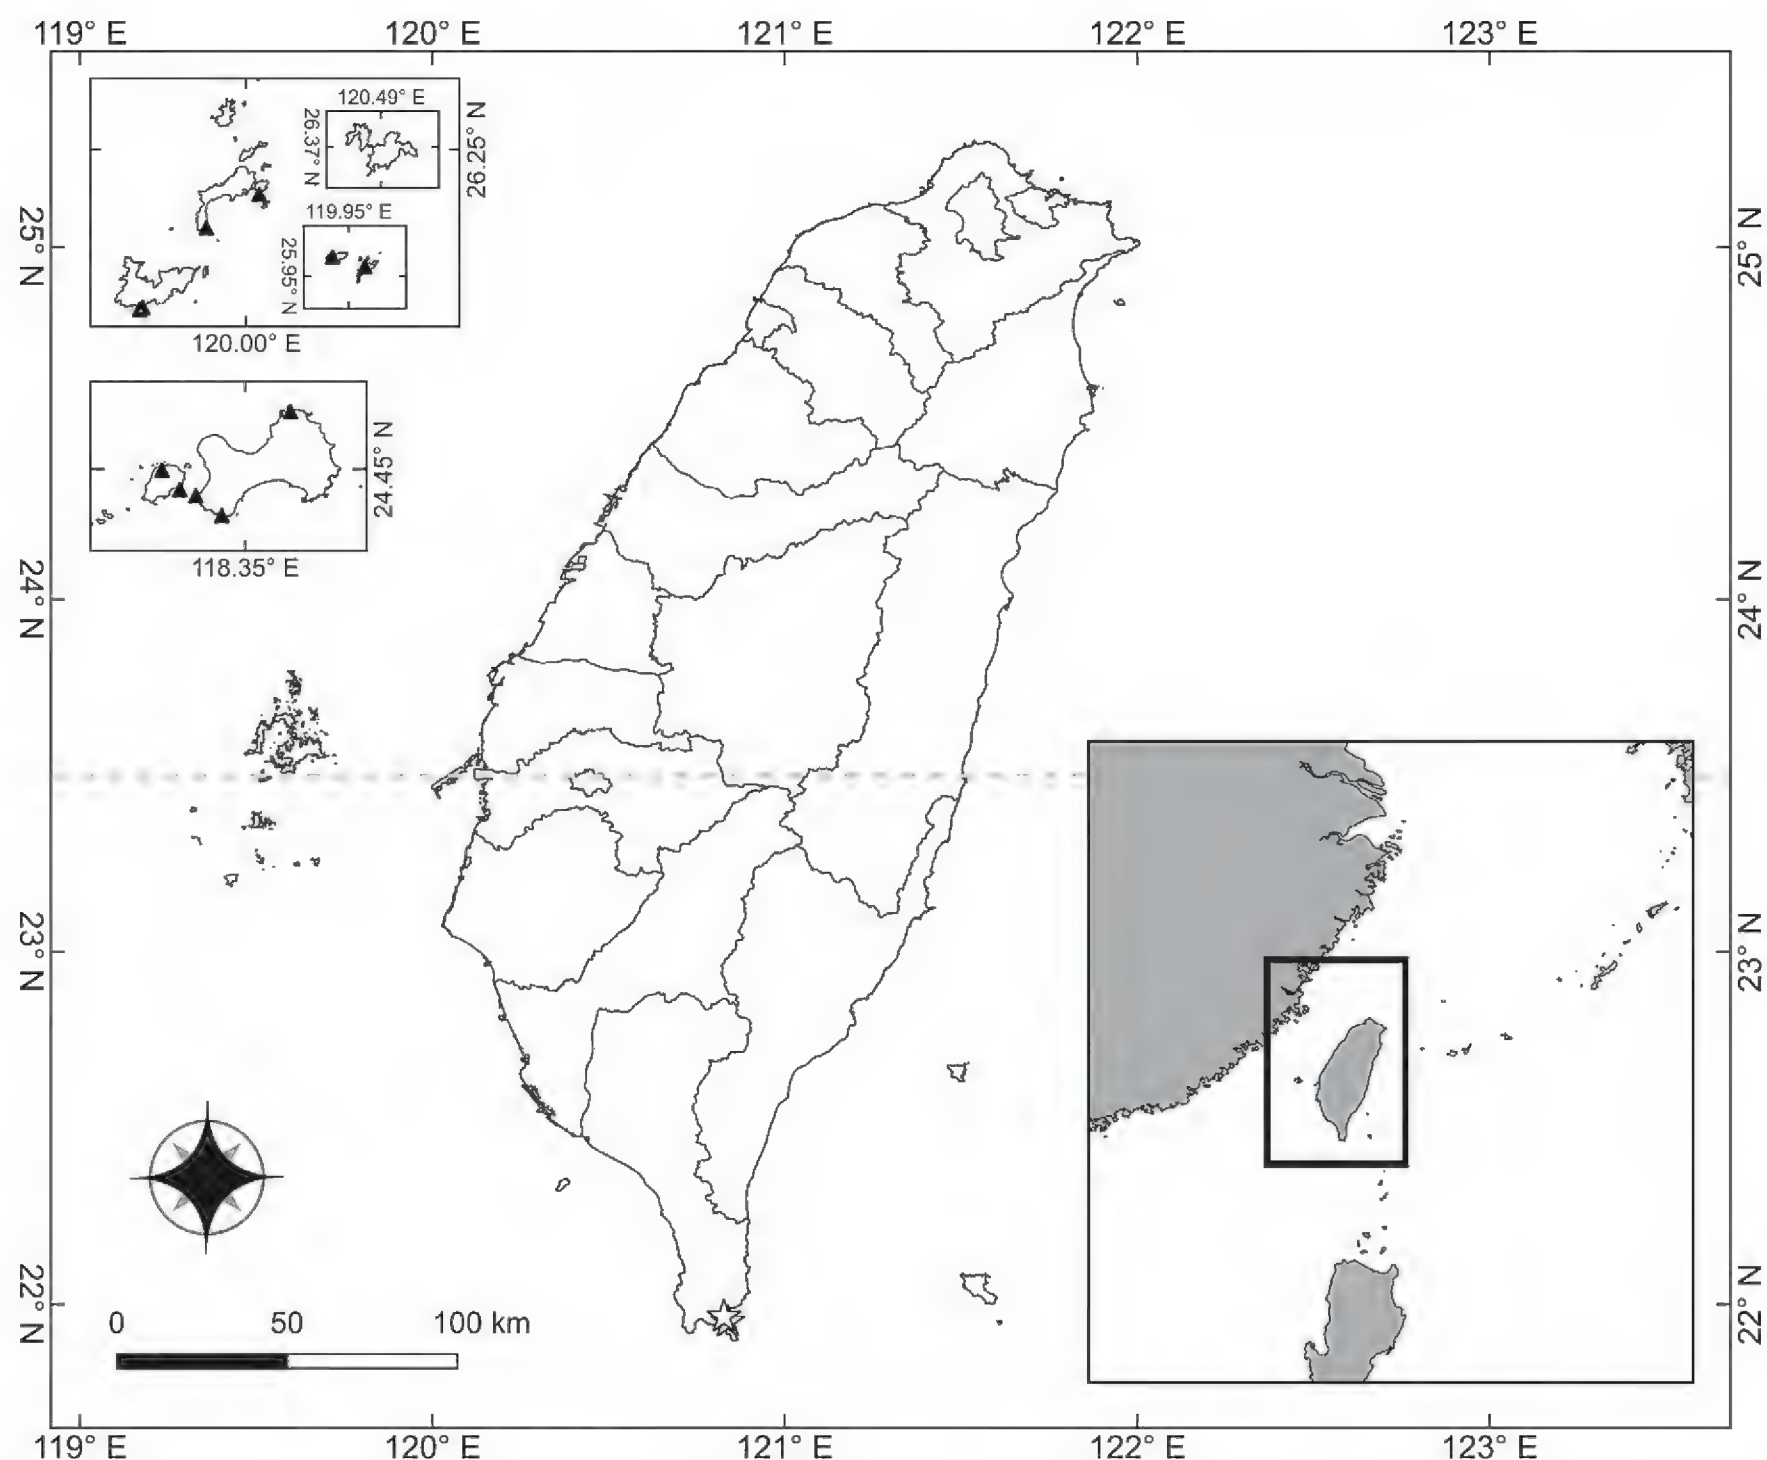 119° E 120° E 121° E 122° E 123° E
120.49° E
26.37° N
26.25° N
119.95° E
25.95° N
120.00° E
25° N 25° N
24.45° N
118.35° E
24° N 24° N
23° N 23° N
22° N 22° N
0 50 100 km
119° E 120° E 121° E 122° E 123° E